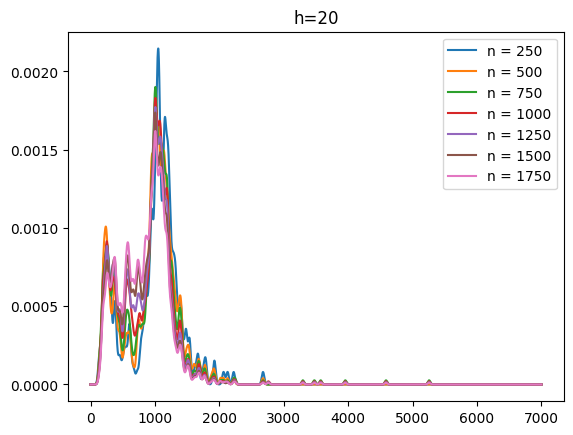 h=20
n = 250
n = 500
n = 750
n = 1000
n = 1250
n = 1500
n = 1750
0.0020
0.0015
0.0010
0.0005
0.0000
0 1000 2000 3000 4000 5000 6000 7000